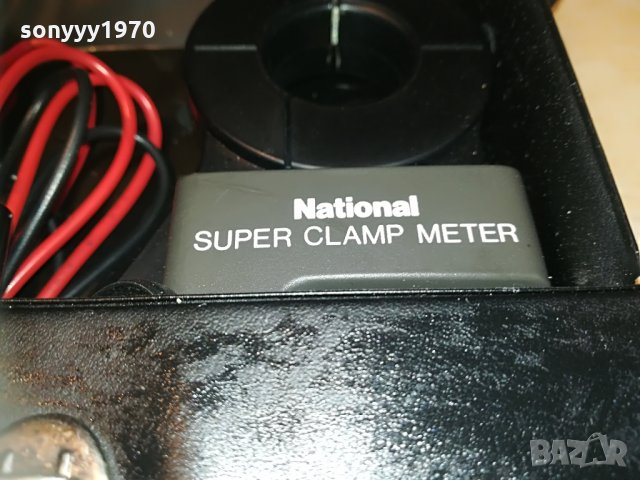 sonyyy1970
National
SUPER CLAMP METER
BAZAR